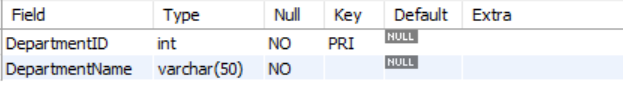 Field Type Null Key Default Extra
DepartmentID int NO PRI NULL
DepartmentName varchar(50) NO NULL